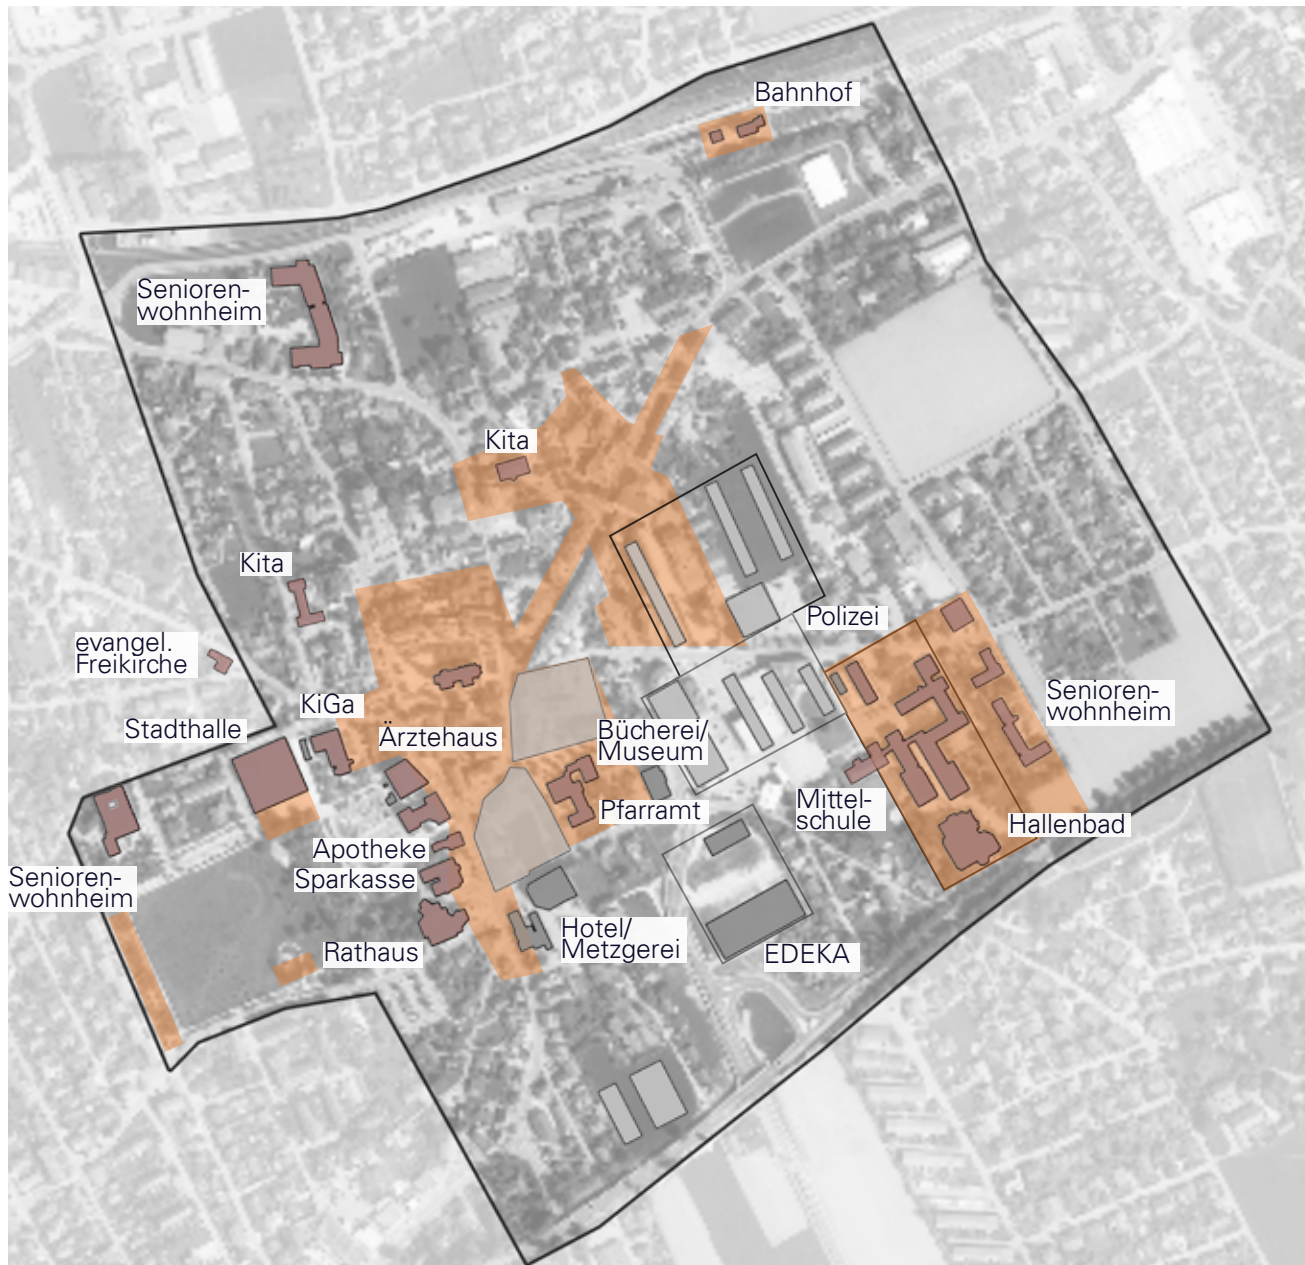 Bahnhof
Senioren-
wohnheim
Kita
Kita
Polizei
evangel.
Freikirche
Senioren-
wohnheim
KiGa
Stadthalle
Ärztehaus
Bücherei/
Museum
Mittel-
schule
Pfarramt
Hallenbad
Apotheke
Sparkasse
Senioren-
wohnheim
Hotel/
Metzgerei
Rathaus
EDEKA